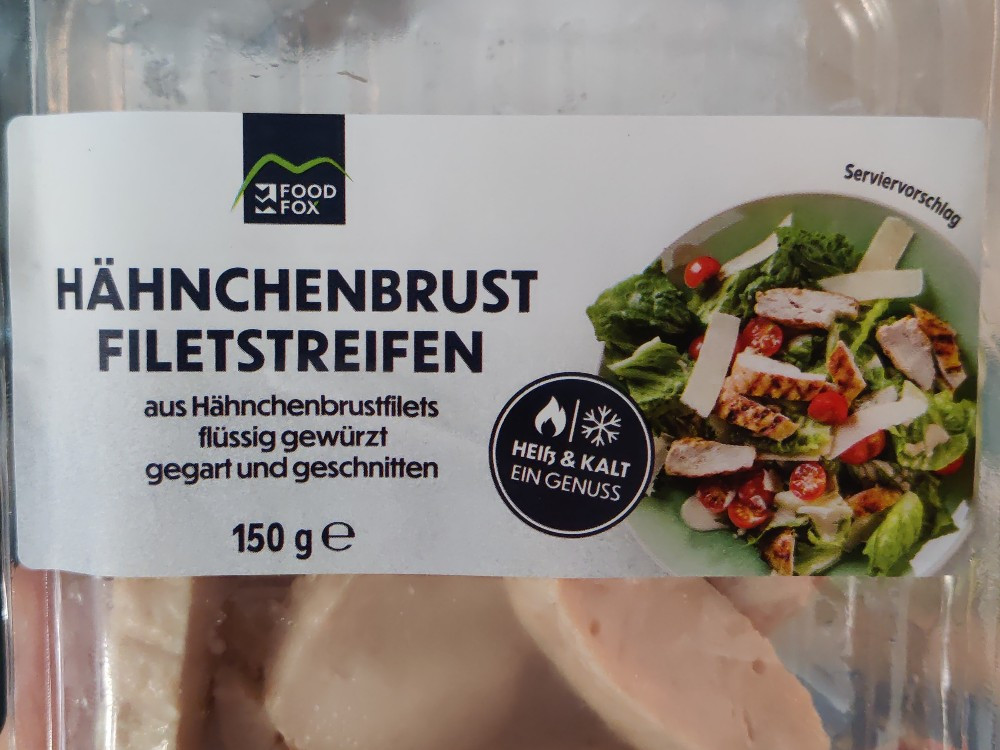 FOOD
FOX
Serviervorschlag
HÄHNCHENBRUST
FILETSTREIFEN
aus Hähnchenbrustfilets
flüssig gewürzt
gegart und geschnitten
HEIß & KALT
EIN GENUSS
150 g ℮